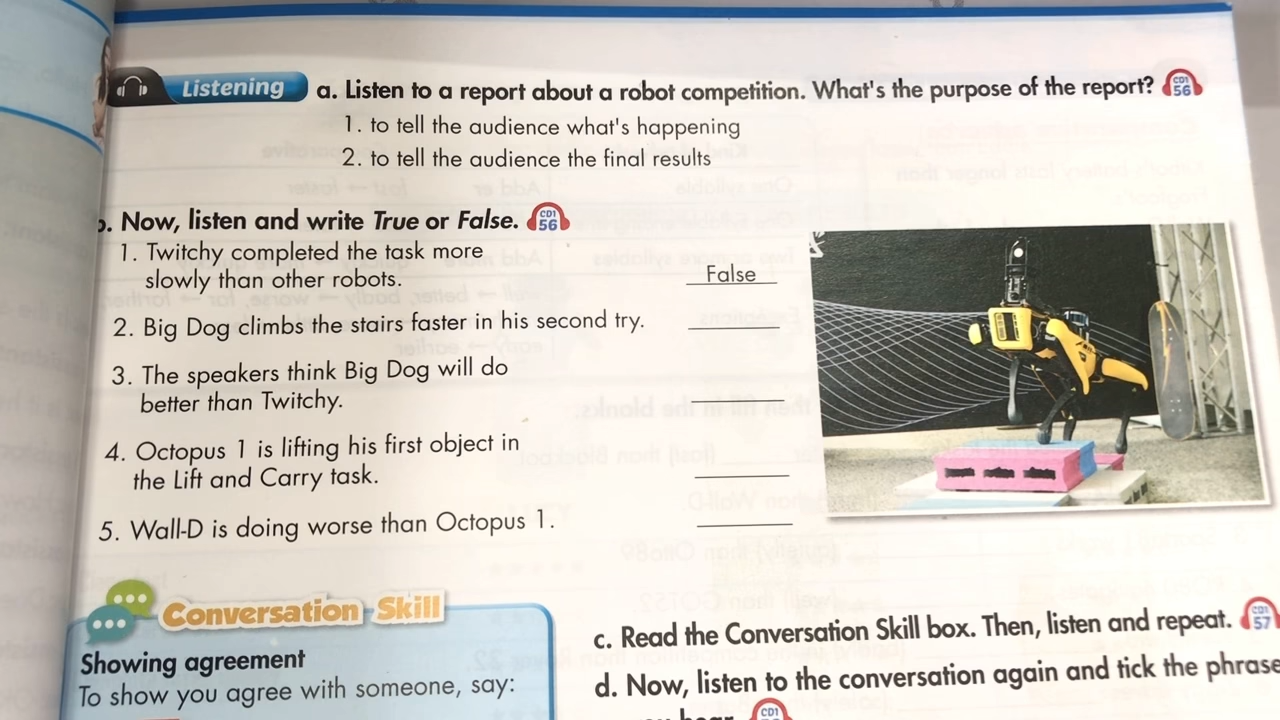 Listening
a. Listen to a report about a robot competition. What's the purpose of the report? CD1 56
1. to tell the audience what's happening
2. to tell the audience the final results
b. Now, listen and write True or False. CD1 56
1. Twitchy completed the task more
slowly than other robots. False
2. Big Dog climbs the stairs faster in his second try.
3. The speakers think Big Dog will do
better than Twitchy.
4. Octopus 1 is lifting his first object in
the Lift and Carry task.
5. Wall-D is doing worse than Octopus 1.
Conversation Skill
Showing agreement
To show you agree with someone, say:
c. Read the Conversation Skill box. Then, listen and repeat. CD1 57
d. Now, listen to the conversation again and tick the phrase
you hear. CD1